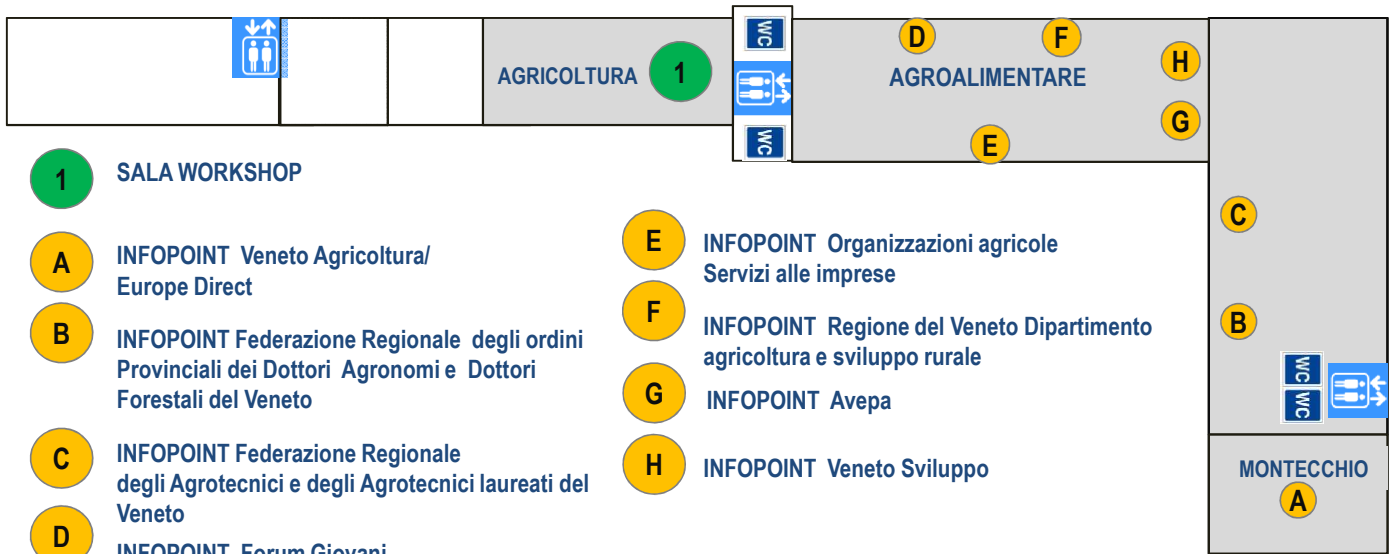 WC
D
F
H
AGRICOLTURA
1
AGROALIMENTARE
G
WC
E
1
SALA WORKSHOP
C
A
INFOPOINT Veneto Agricoltura/
Europe Direct
E
INFOPOINT Organizzazioni agricole
Servizi alle imprese
B
INFOPOINT Federazione Regionale degli ordini
Provinciali dei Dottori Agronomi e Dottori
Forestali del Veneto
F
INFOPOINT Regione del Veneto Dipartimento
agricoltura e sviluppo rurale
B
G
INFOPOINT Avepa
WC
WC
C
INFOPOINT Federazione Regionale
degli Agrotecnici e degli Agrotecnici laureati del
Veneto
H
INFOPOINT Veneto Sviluppo
MONTECCHIO
A
D
INFOPOINT Forum Giovani